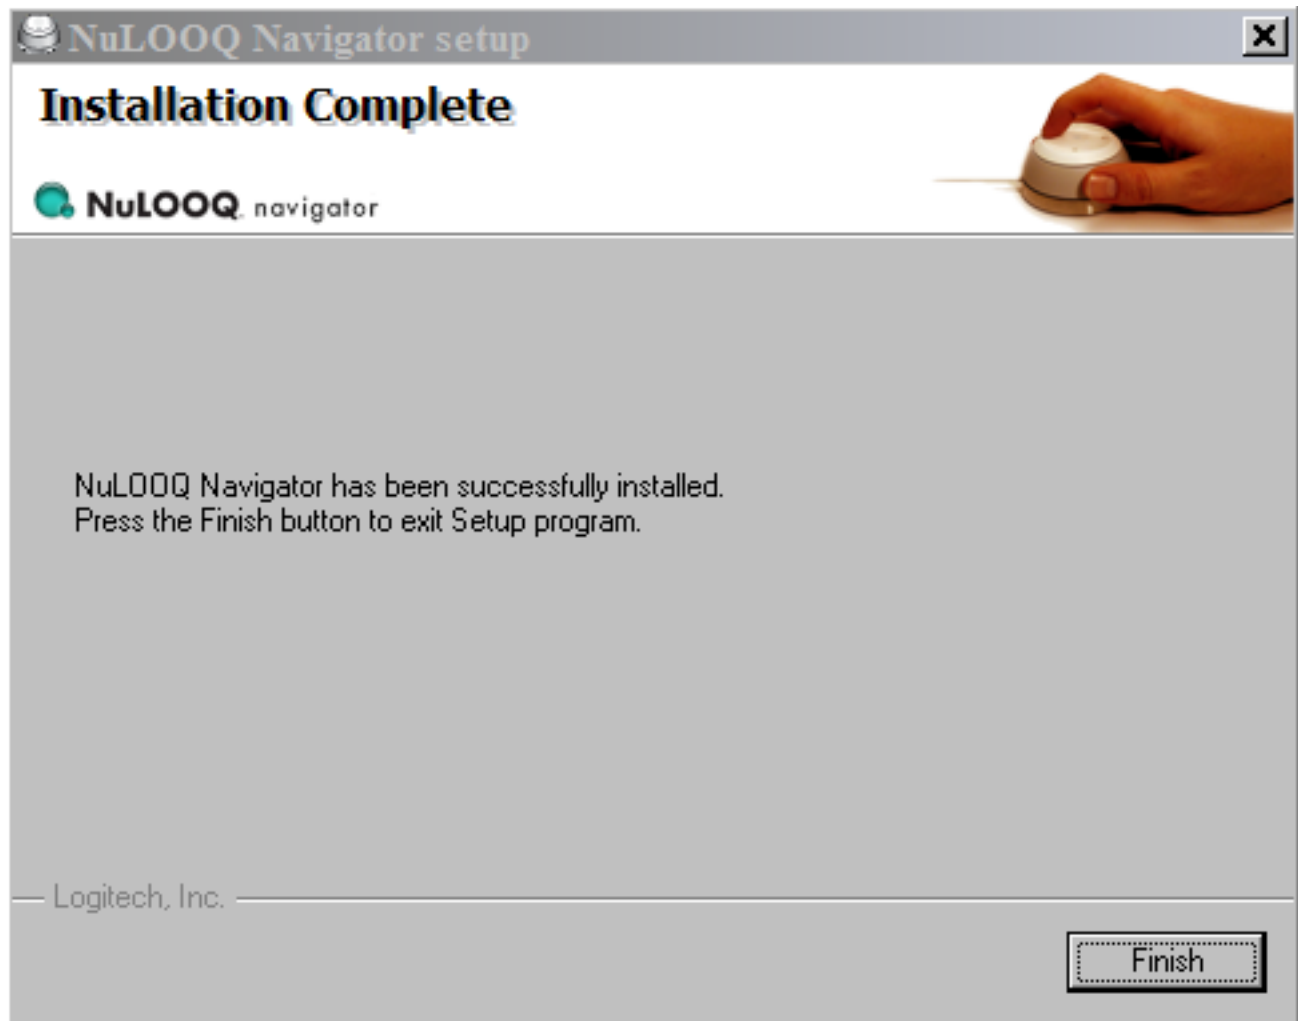 NuLOOQ Navigator setup
Installation Complete
NuLOOQ navigator
NuLOOQ Navigator has been successfully installed.
Press the Finish button to exit Setup program.
Logitech, Inc.
Finish